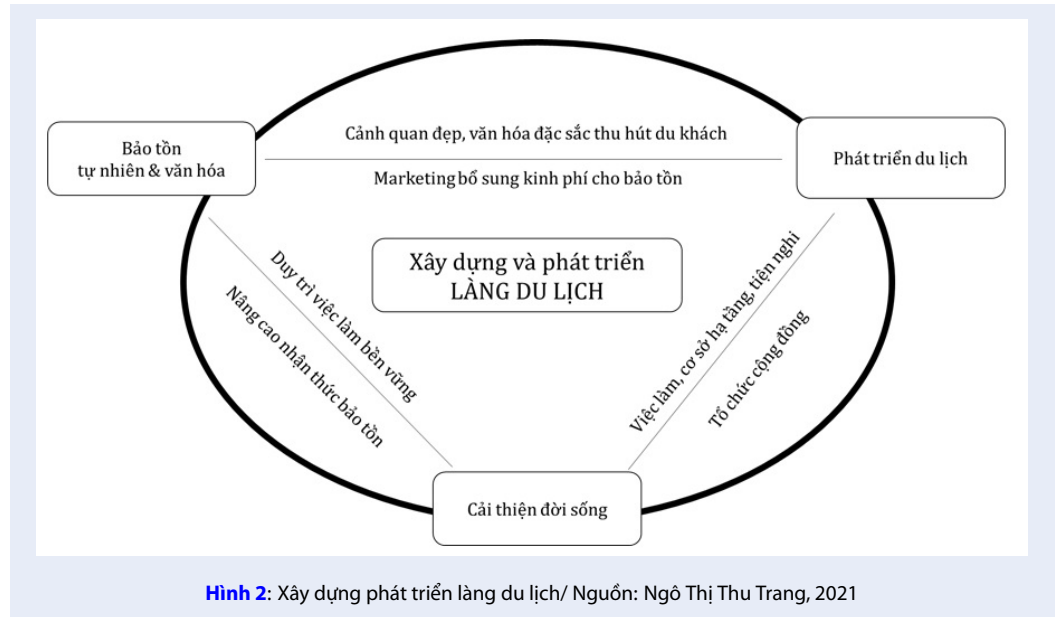 Cảnh quan đẹp, văn hóa đặc sắc thu hút du khách
Bảo tồn
tự nhiên & văn hóa
Phát triển du lịch
Marketing bổ sung kinh phí cho bảo tồn
Xây dựng và phát triển
LÀNG DU LỊCH
Duy trì việc làm bền vững
Nâng cao nhận thức bảo tồn
Việc làm, cơ sở hạ tầng, tiện nghi
Tổ chức cộng đồng
Cải thiện đời sống
Hình 2: Xây dựng phát triển làng du lịch/ Nguồn: Ngô Thị Thu Trang, 2021